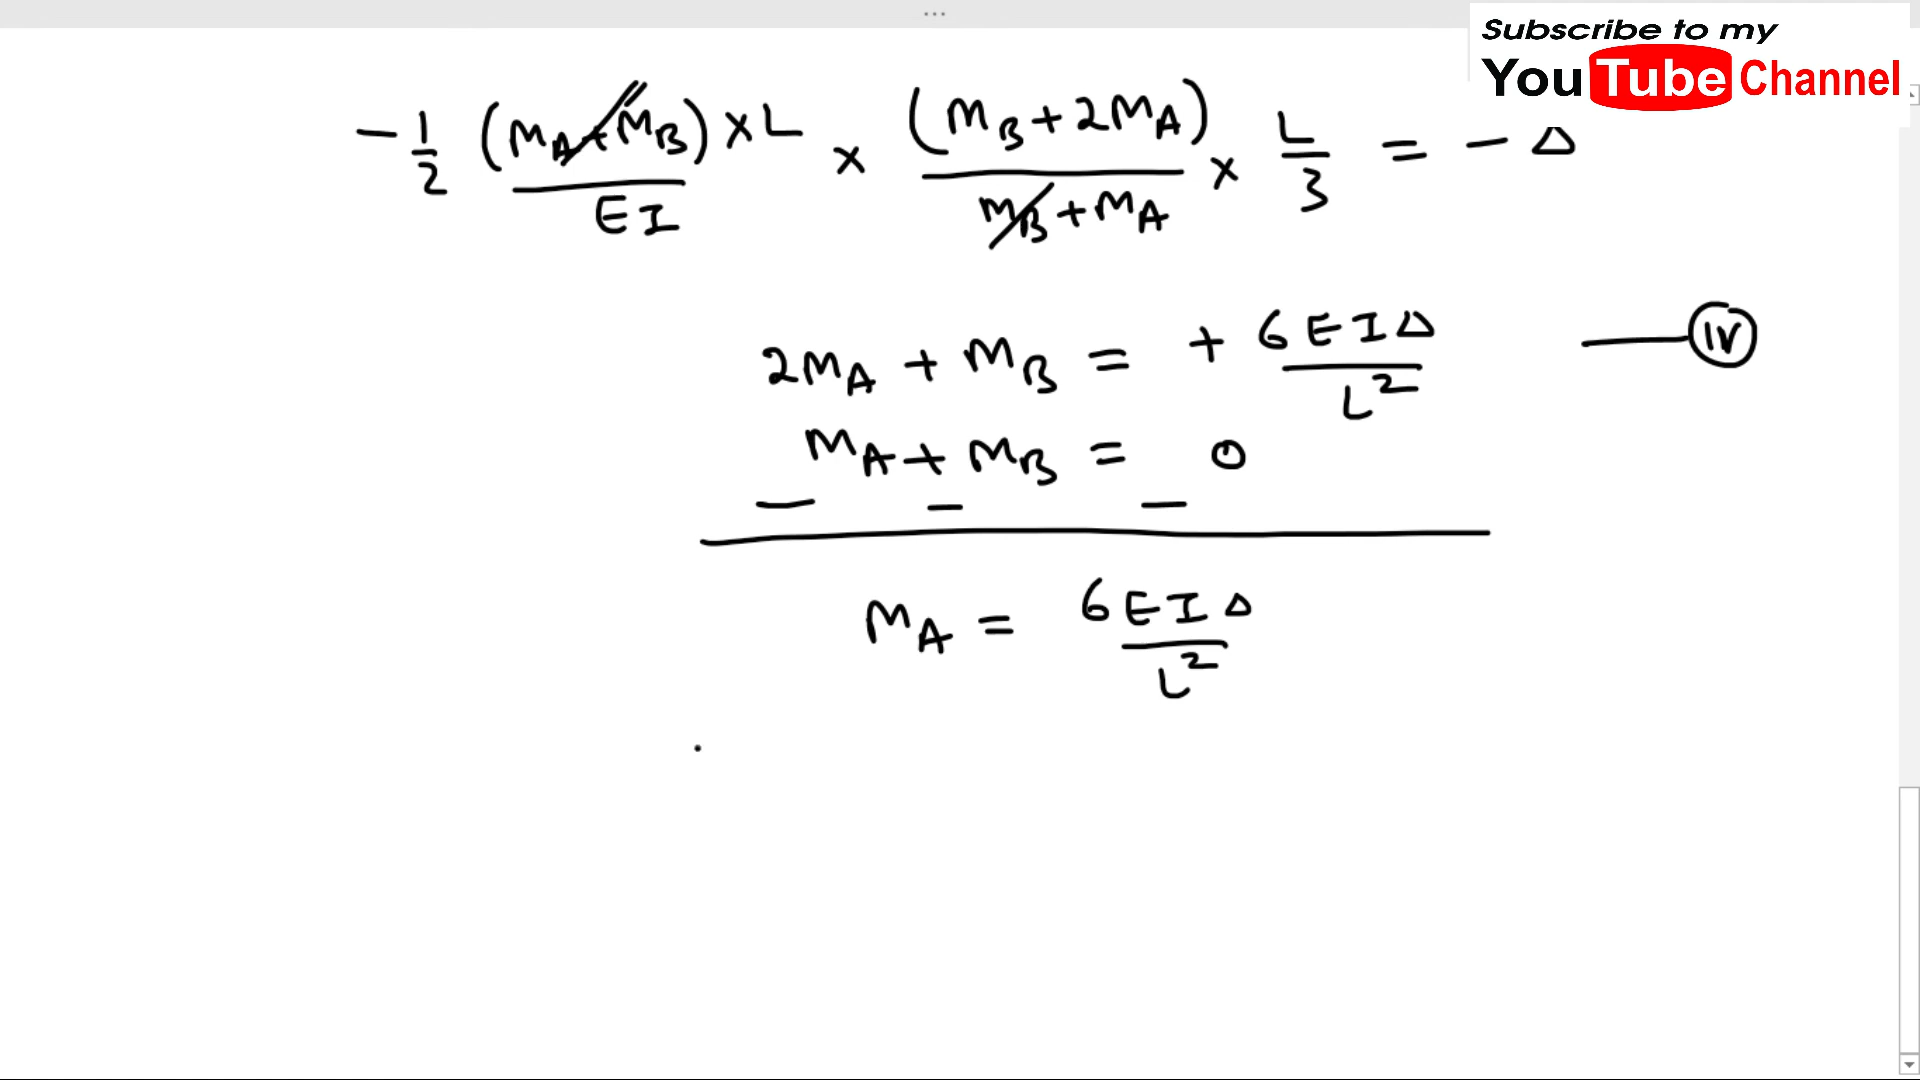 Subscribe to my
YouTube Channel
- 1/2 (MA+MB)/EI × L × (MB+2MA)/(MB+MA) × L/3 = - Δ
2MA + MB = + 6EIΔ/L² — IV
MA + MB = 0
— — —
MA = 6EIΔ/L²